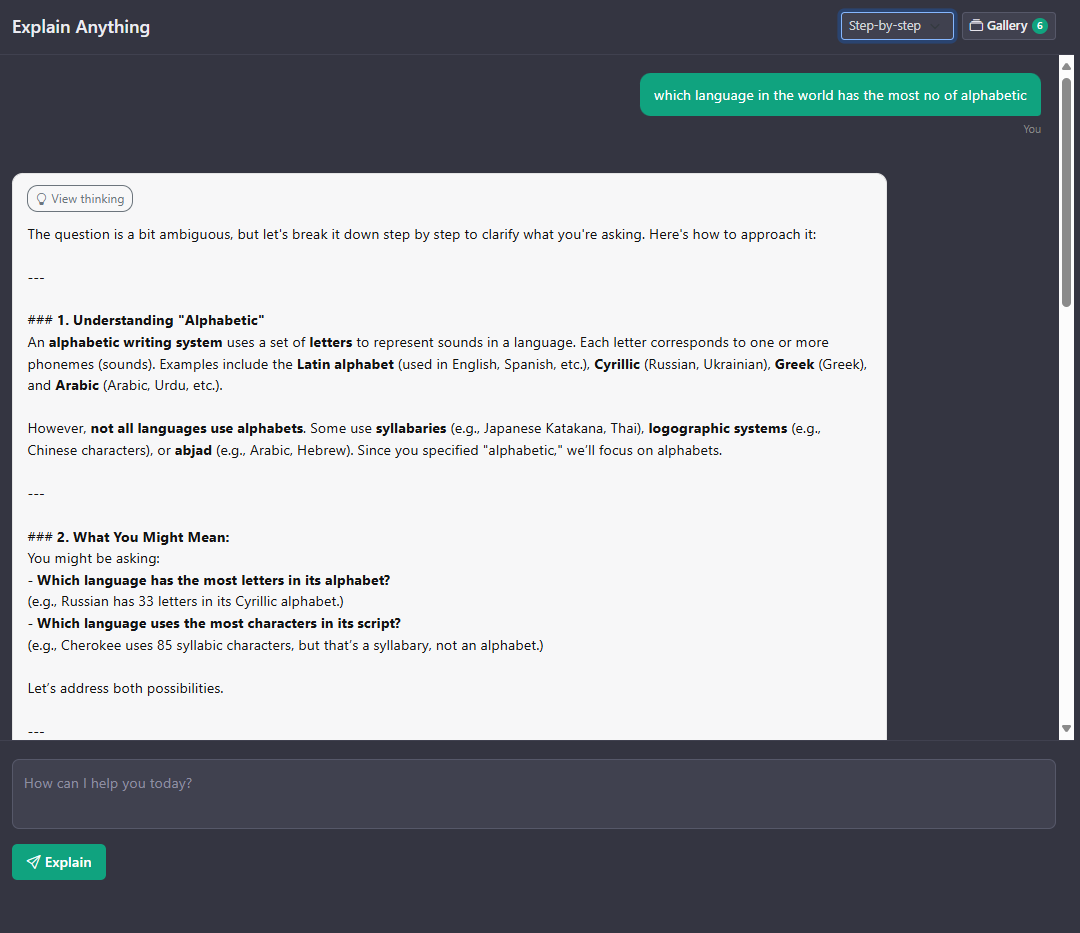 Explain Anything
Step-by-step
Gallery 6
which language in the world has the most no of alphabetic
You
View thinking
The question is a bit ambiguous, but let's break it down step by step to clarify what you're asking. Here's how to approach it:
---
### 1. Understanding "Alphabetic"
An alphabetic writing system uses a set of letters to represent sounds in a language. Each letter corresponds to one or more
phonemes (sounds). Examples include the Latin alphabet (used in English, Spanish, etc.), Cyrillic (Russian, Ukrainian), Greek (Greek),
and Arabic (Arabic, Urdu, etc.).
However, not all languages use alphabets. Some use syllabaries (e.g., Japanese Katakana, Thai), logographic systems (e.g.,
Chinese characters), or abjad (e.g., Arabic, Hebrew). Since you specified "alphabetic," we’ll focus on alphabets.
---
### 2. What You Might Mean:
You might be asking:
- Which language has the most letters in its alphabet?
(e.g., Russian has 33 letters in its Cyrillic alphabet.)
- Which language uses the most characters in its script?
(e.g., Cherokee uses 85 syllabic characters, but that’s a syllabary, not an alphabet.)
Let’s address both possibilities.
---
How can I help you today?
Explain